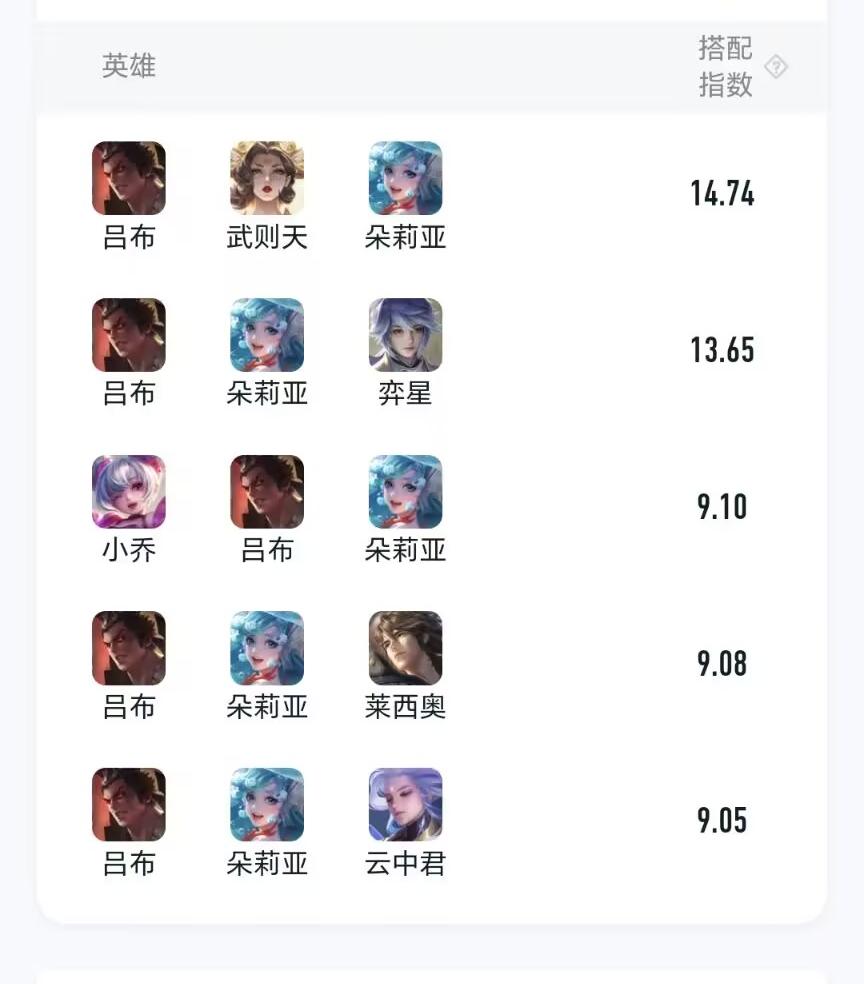 英雄
搭配
指数
吕布 武则天 朵莉亚 14.74
吕布 朵莉亚 弈星 13.65
小乔 吕布 朵莉亚 9.10
吕布 朵莉亚 莱西奥 9.08
吕布 朵莉亚 云中君 9.05